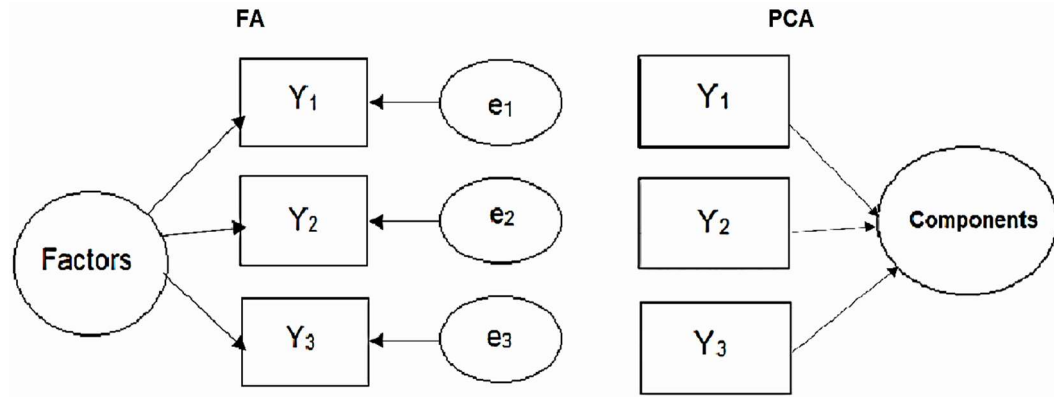 FA
Y1
e1
Y2
e2
Factors
Y3
e3
PCA
Y1
Y2
Components
Y3